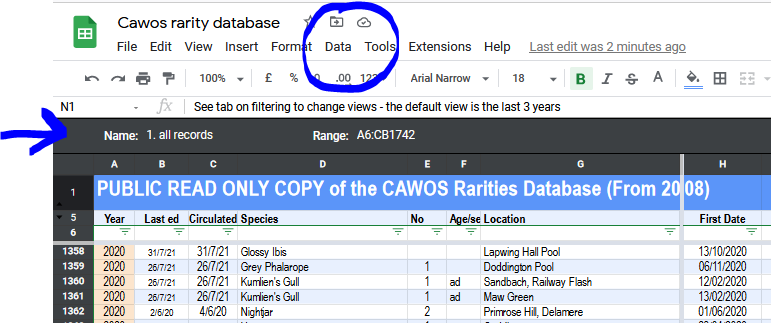 Cawos rarity database
File Edit View Insert Format Data Tools Extensions Help Last edit was 2 minutes ago
100% £ % .0 .00 123 Arial Narrow 18 B I S A
N1 fx See tab on filtering to change views - the default view is the last 3 years
Name: 1. all records Range: A6:CB1742
A B C D E F G H
1 PUBLIC READ ONLY COPY of the CAWOS Rarities Database (From 2008)
5 Year Last ed Circulated Species No Age/se Location First Date
6
1358 2020 31/7/21 31/7/21 Glossy Ibis Lapwing Hall Pool 13/10/2020
1359 2020 26/7/21 26/7/21 Grey Phalarope 1 Doddington Pool 06/11/2020
1360 2020 26/7/21 26/7/21 Kumlien's Gull 1 ad Sandbach, Railway Flash 12/02/2020
1361 2020 26/7/21 26/7/21 Kumlien's Gull 1 ad Maw Green 13/02/2020
1362 2020 2/6/20 4/6/20 Nightjar 2 Primrose Hill, Delamere 01/06/2020